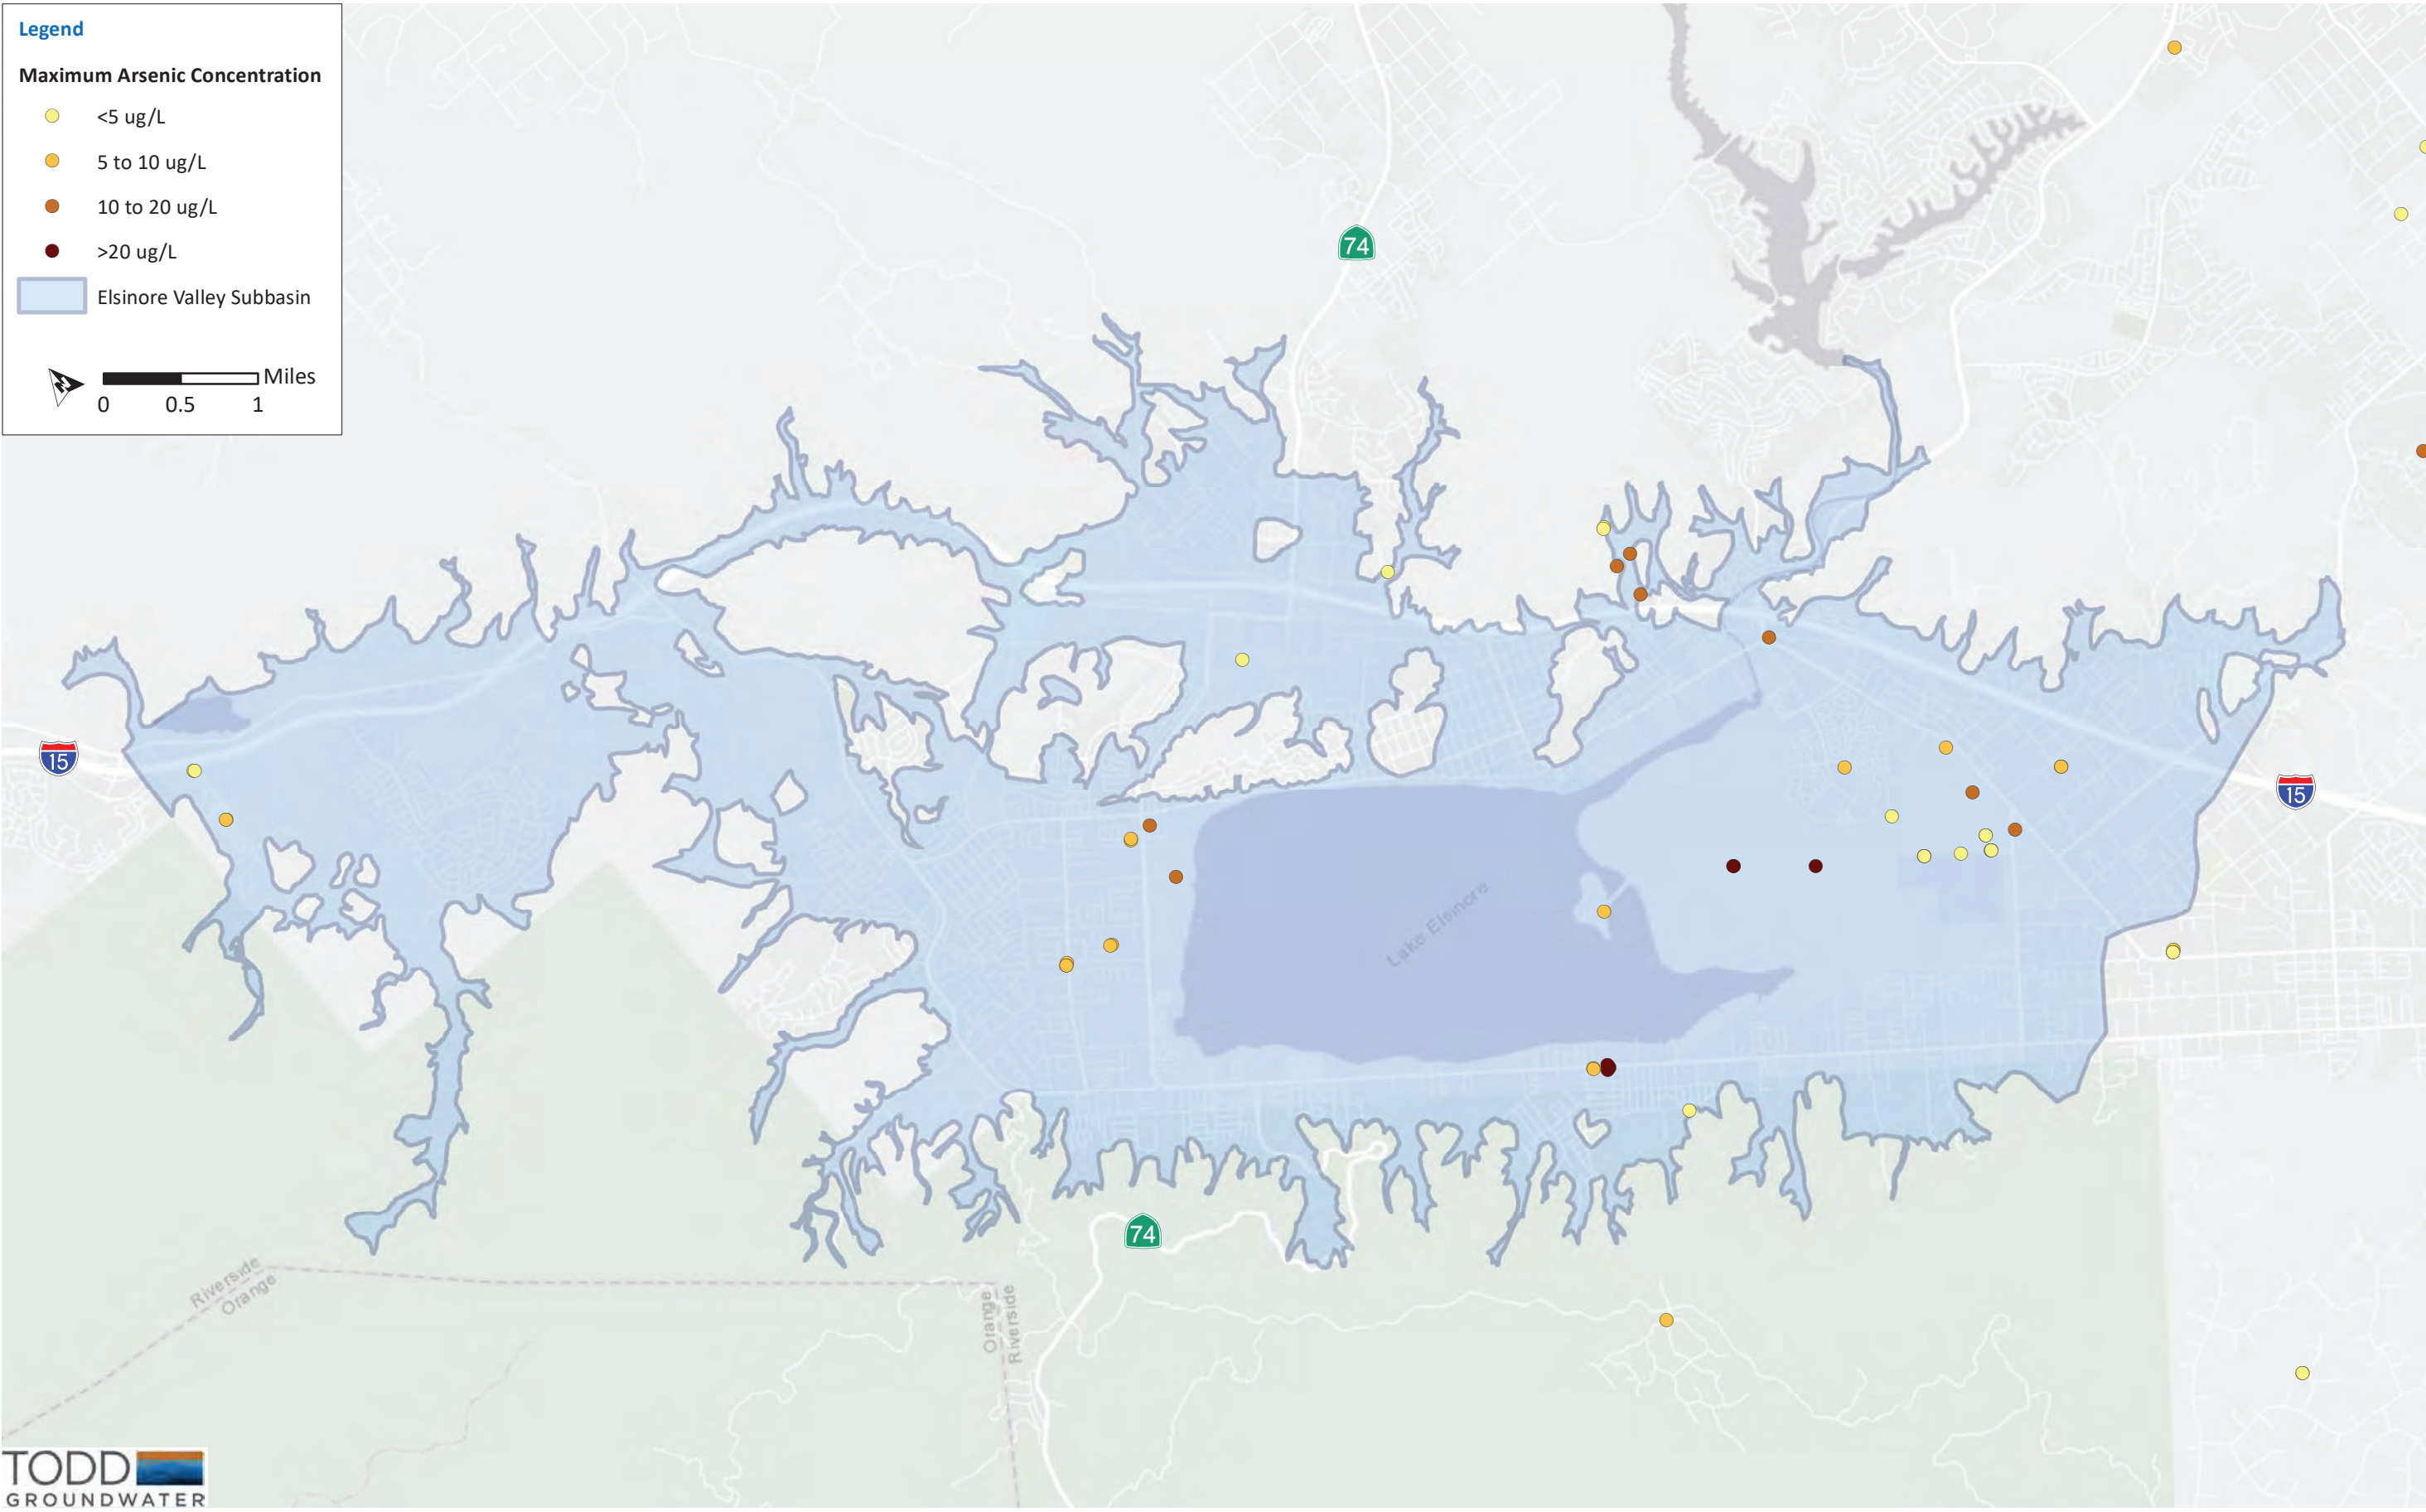 Legend
Maximum Arsenic Concentration
<5 ug/L
5 to 10 ug/L
10 to 20 ug/L
>20 ug/L
Elsinore Valley Subbasin
N
Miles
0 0.5 1
74
15
15
Lake Elsinore
74
Riverside
Orange
Orange
Riverside
TODD
GROUNDWATER